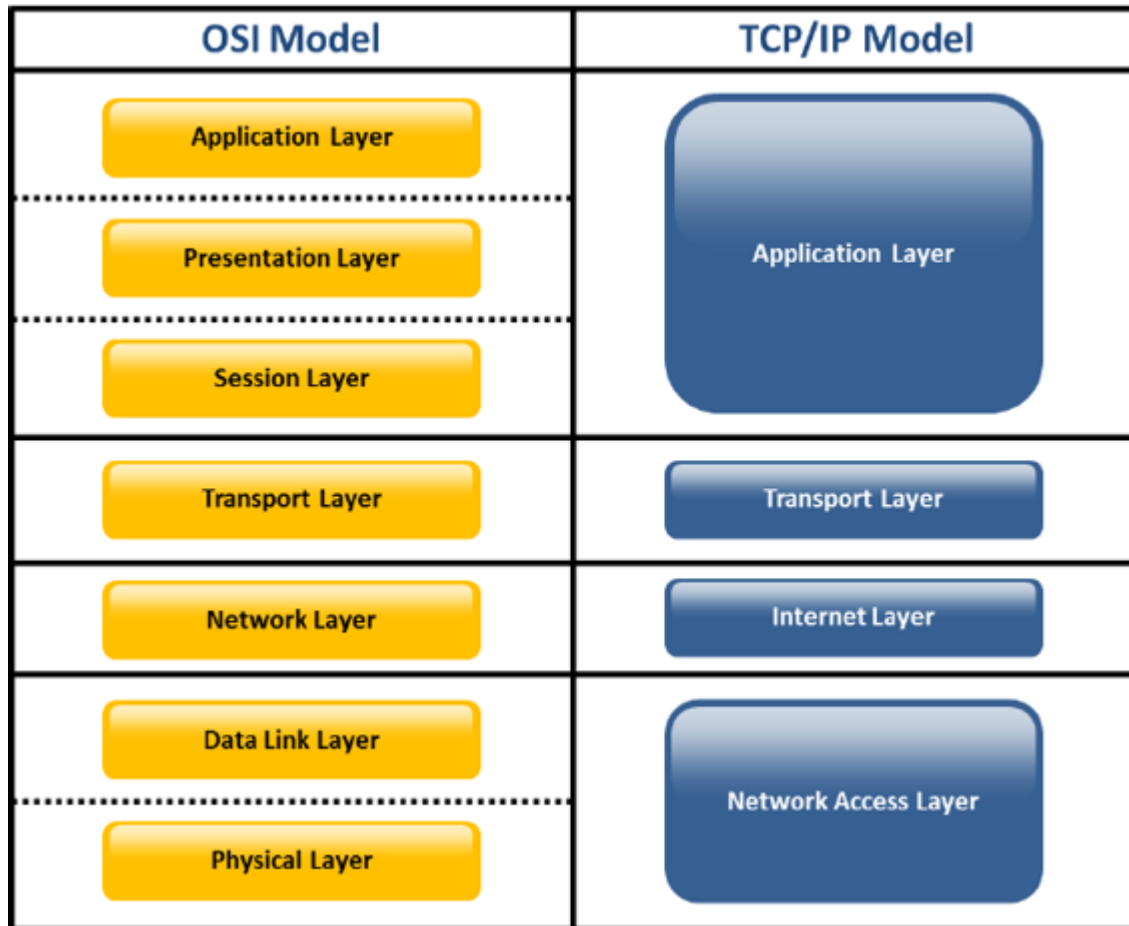 OSI Model
TCP/IP Model
Application Layer
Presentation Layer
Session Layer
Application Layer
Transport Layer
Transport Layer
Network Layer
Internet Layer
Data Link Layer
Physical Layer
Network Access Layer